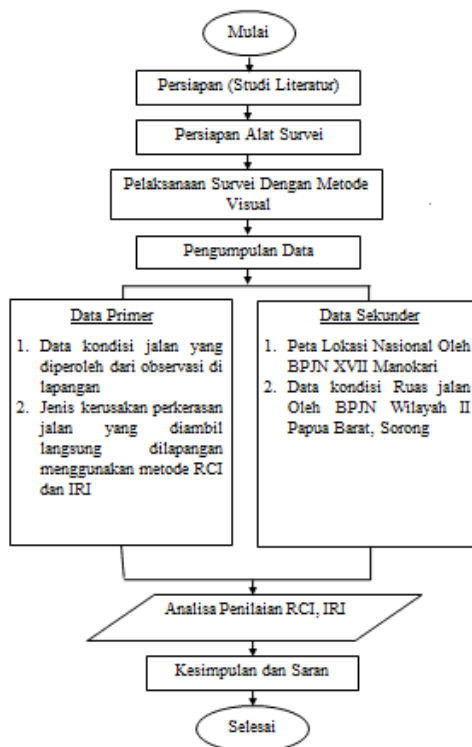 Mulai
Persiapan (Studi Literatur)
Persiapan Alat Survei
Pelaksanaan Survei Dengan Metode
Visual
Pengumpulan Data
Data Primer
1. Data kondisi jalan yang
diperoleh dari observasi di
lapangan
2. Jenis kerusakan perkerasan
jalan yang diambil
langsung dilapangan
menggunakan metode RCI
dan IRI
Data Sekunder
1. Peta Lokasi Nasional Oleh
BPJN XVII Manokari
2. Data kondisi Ruas jalan
Oleh BPJN Wilayah II
Papua Barat, Sorong
Analisa Penilaian RCI, IRI
Kesimpulan dan Saran
Selesai